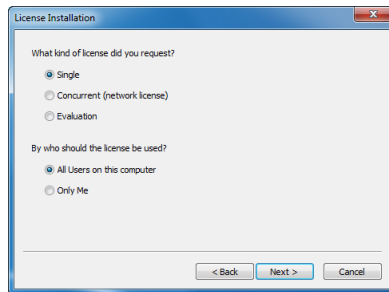 License Installation
What kind of license did you request?
Single
Concurrent (network license)
Evaluation
By who should the license be used?
All Users on this computer
Only Me
< Back Next > Cancel